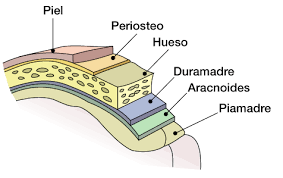 Piel
Periosteo
Hueso
Duramadre
Aracnoides
Piamadre